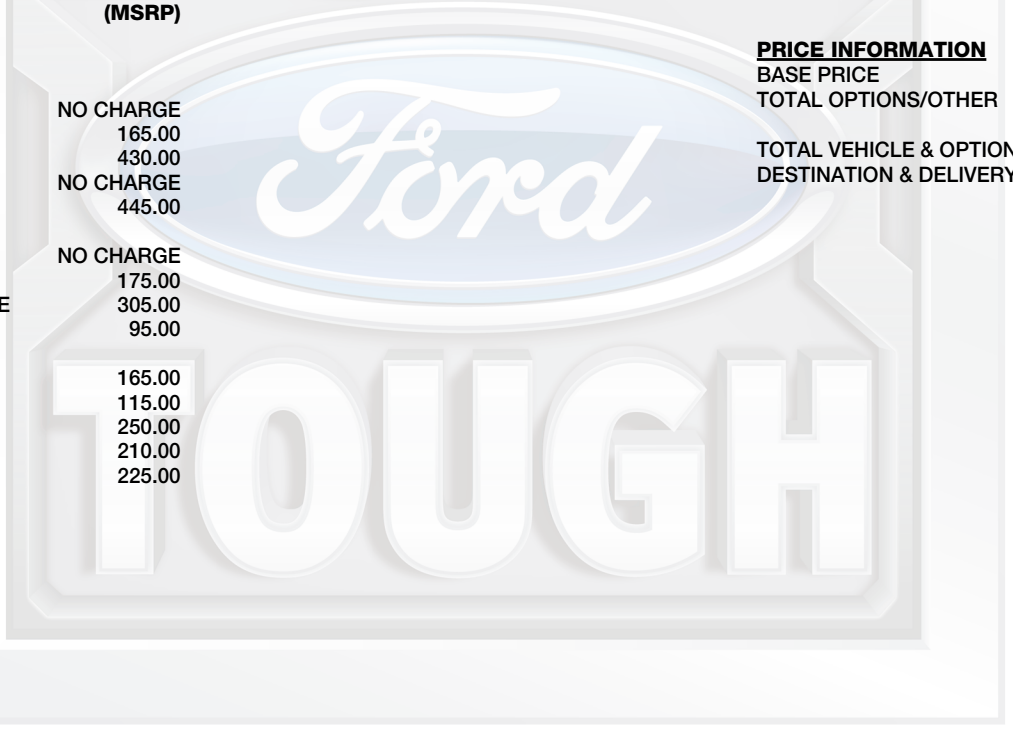 (MSRP)
NO CHARGE
165.00
430.00
NO CHARGE
445.00
NO CHARGE
175.00
E 305.00
95.00
165.00
115.00
250.00
210.00
225.00
PRICE INFORMATION
BASE PRICE
TOTAL OPTIONS/OTHER
TOTAL VEHICLE & OPTION
DESTINATION & DELIVERY
Ford
TOUGH